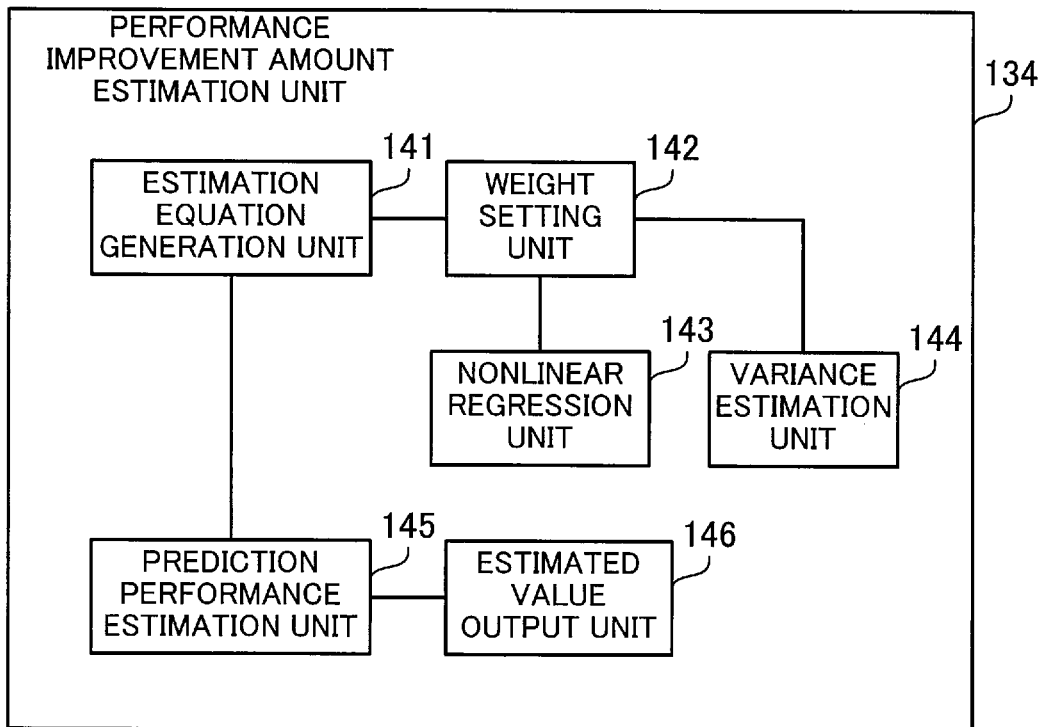 PERFORMANCE
IMPROVEMENT AMOUNT
ESTIMATION UNIT
134
141
ESTIMATION
EQUATION
GENERATION UNIT
142
WEIGHT
SETTING
UNIT
143
NONLINEAR
REGRESSION
UNIT
144
VARIANCE
ESTIMATION
UNIT
145
PREDICTION
PERFORMANCE
ESTIMATION UNIT
146
ESTIMATED
VALUE
OUTPUT UNIT